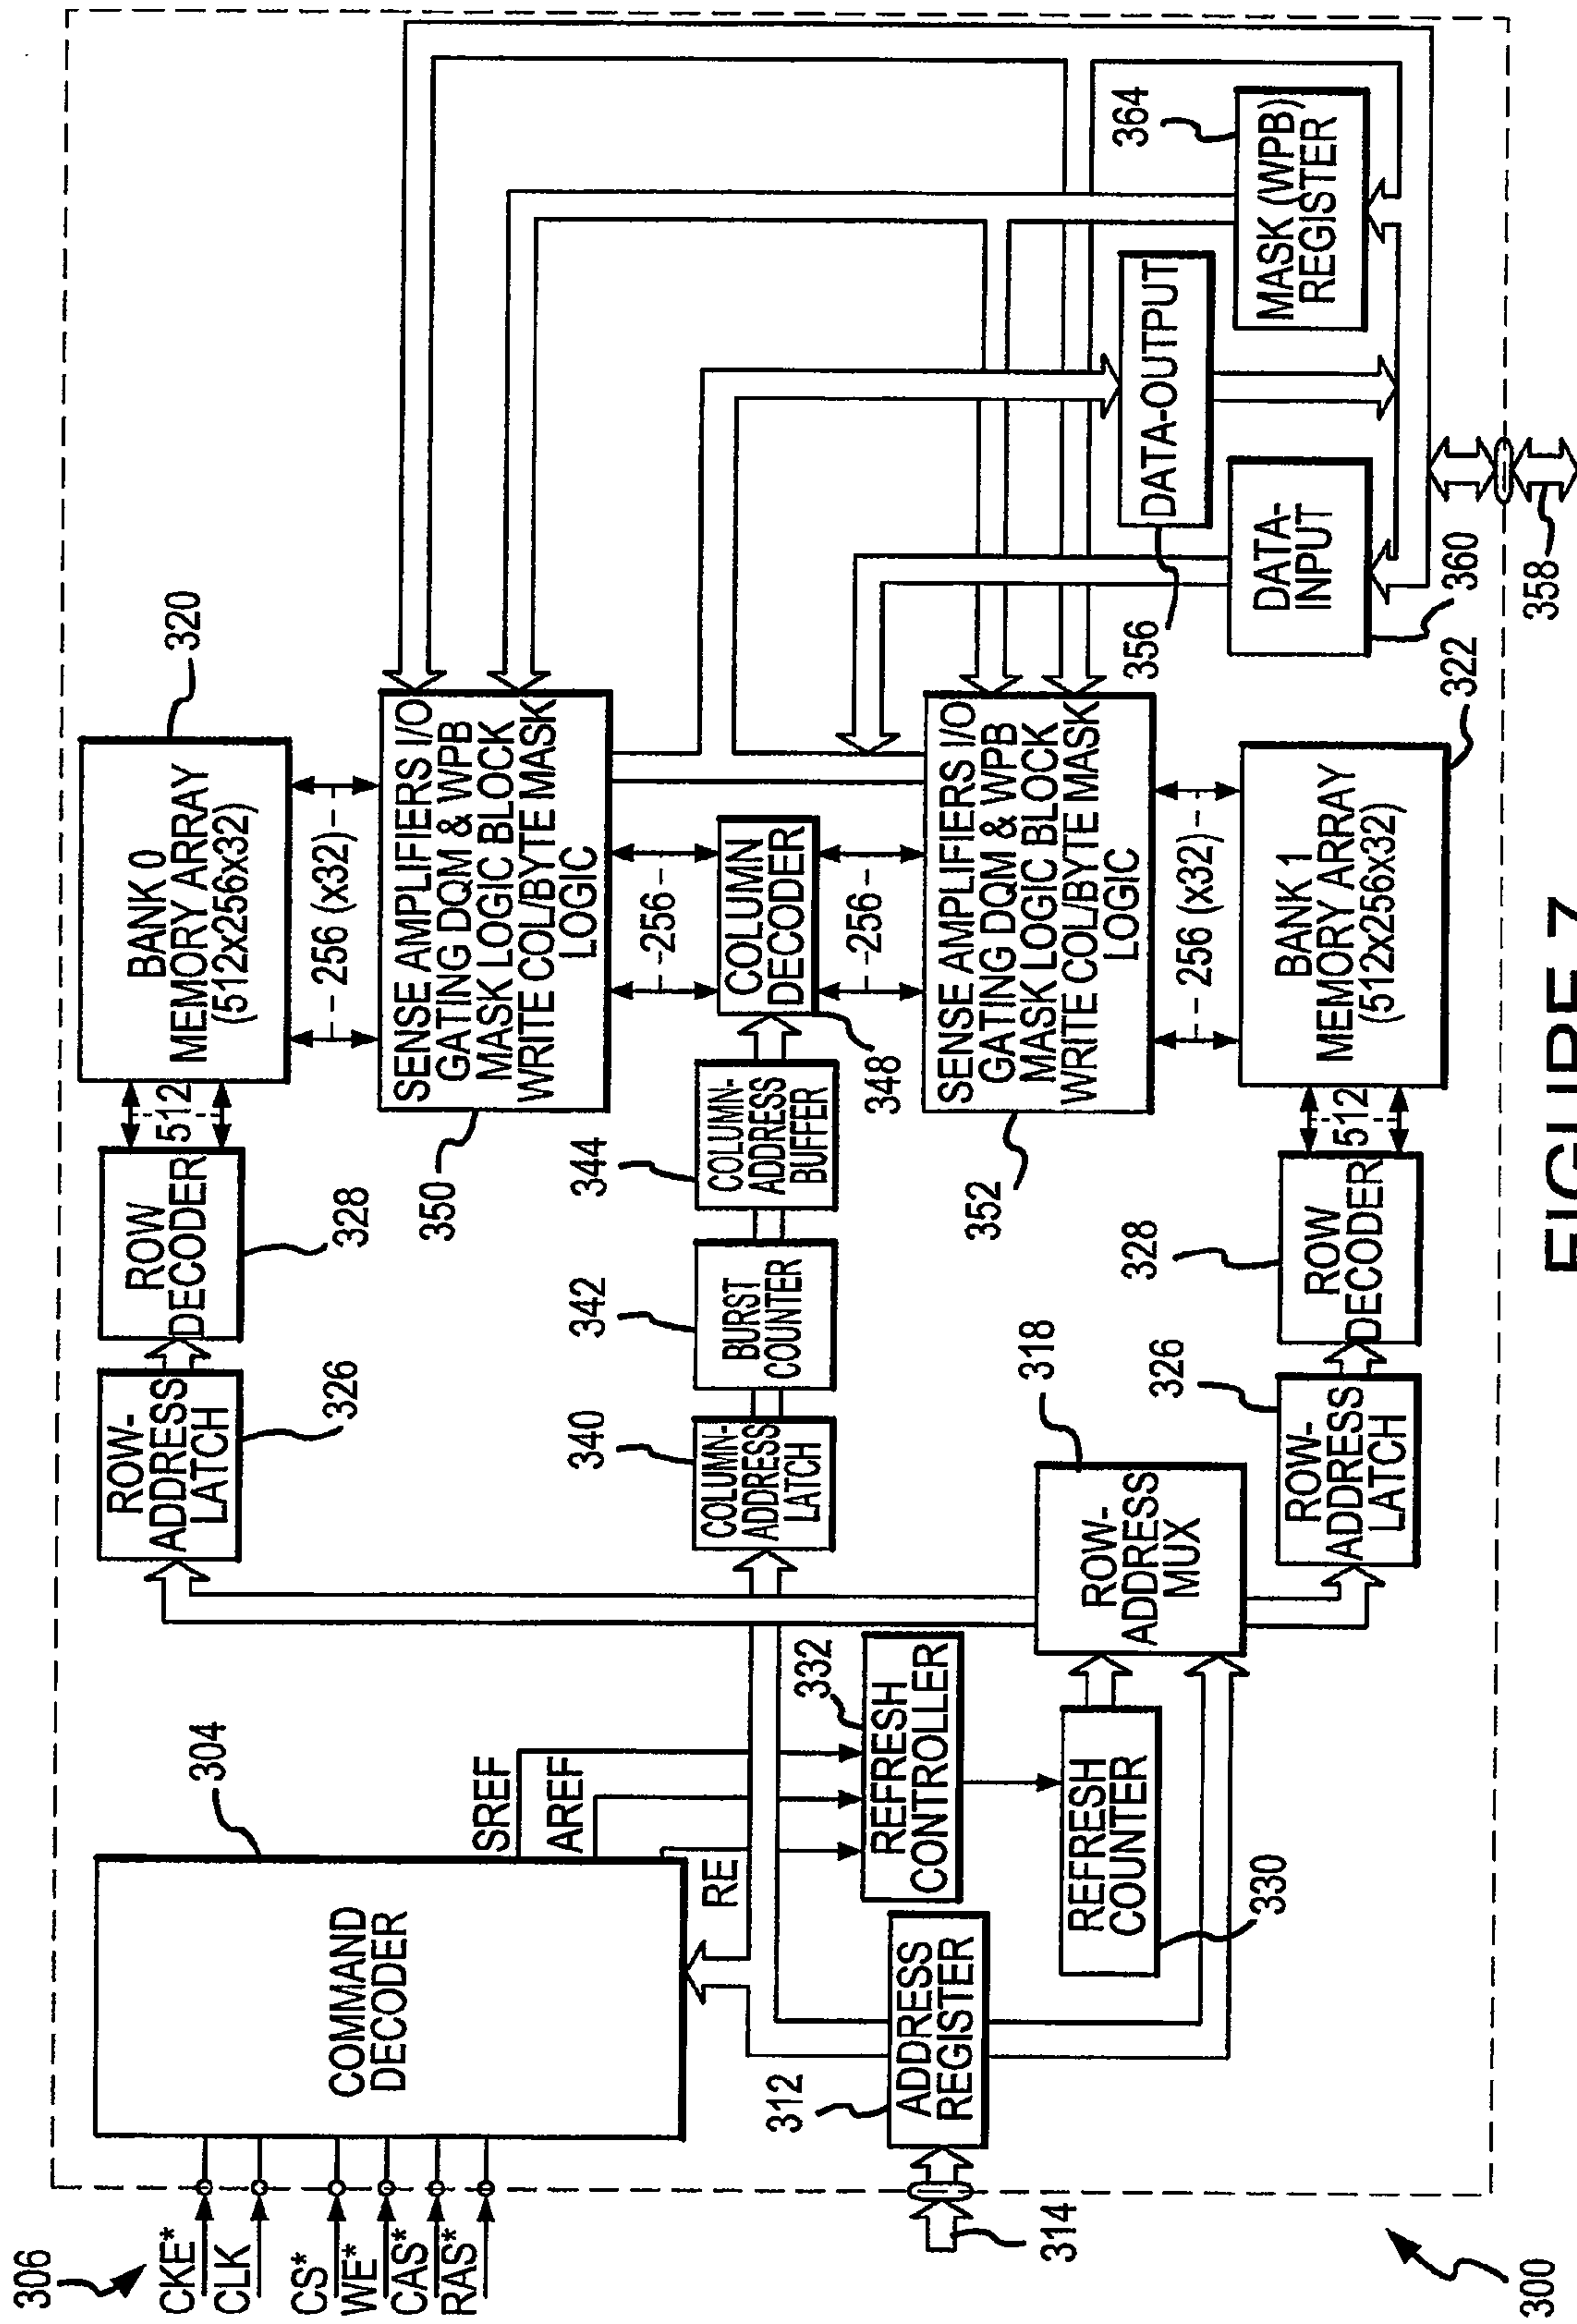 306
CKE*
CLK
CS*
WE*
CAS*
RAS*
304
COMMAND
DECODER
SREF
AREF
RE
ROW-
ADDRESS
LATCH
326
ROW
DECODER
328
512
BANK 0
MEMORY ARRAY
(512x256x32)
320
256 (x32)
SENSE AMPLIFIERS I/O
GATING DQM & WPB
MASK LOGIC BLOCK
WRITE COL/BYTE MASK
LOGIC
350
256
340
COLUMN-
ADDRESS
LATCH
342
BURST
COUNTER
344
COLUMN-
ADDRESS
BUFFER
COLUMN
DECODER
348
256
332
REFRESH
CONTROLLER
312
ADDRESS
REGISTER
314
REFRESH
COUNTER
330
318
ROW-
ADDRESS
MUX
SENSE AMPLIFIERS I/O
GATING DQM & WPB
MASK LOGIC BLOCK
WRITE COL/BYTE MASK
LOGIC
352
256 (x32)
326
ROW-
ADDRESS
LATCH
328
ROW
DECODER
512
BANK 1
MEMORY ARRAY
(512x256x32)
322
DATA-OUTPUT
356
DATA-
INPUT
360
364
MASK (WPB)
REGISTER
358
300
FIGURE 7